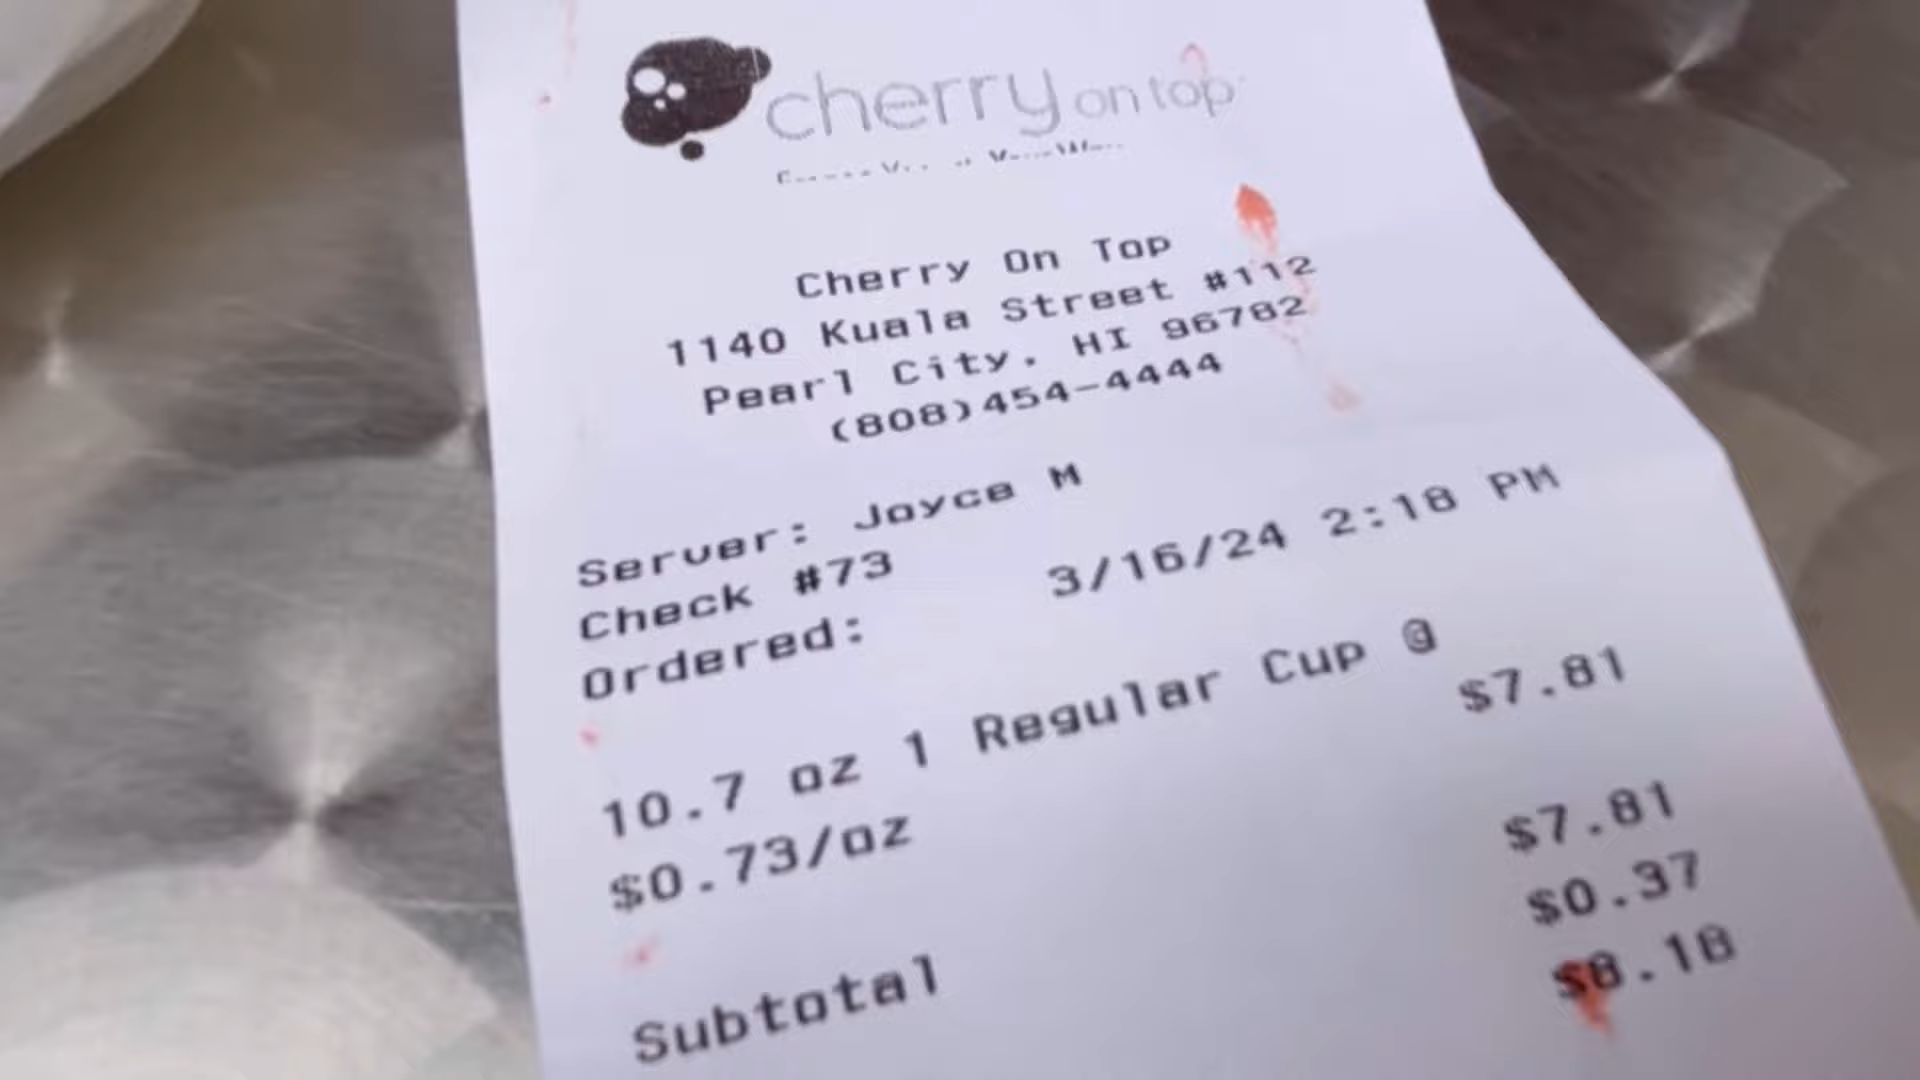 cherry on top
Cherry On Top
1140 Kuala Street #112
Pearl City, HI 96782
(808)454-4444
Server: Joyce M
Check #73
Ordered: 3/16/24 2:18 PM
10.7 oz 1 Regular Cup @ $7.81
$0.73/oz
Subtotal $7.81
$0.37
$8.18